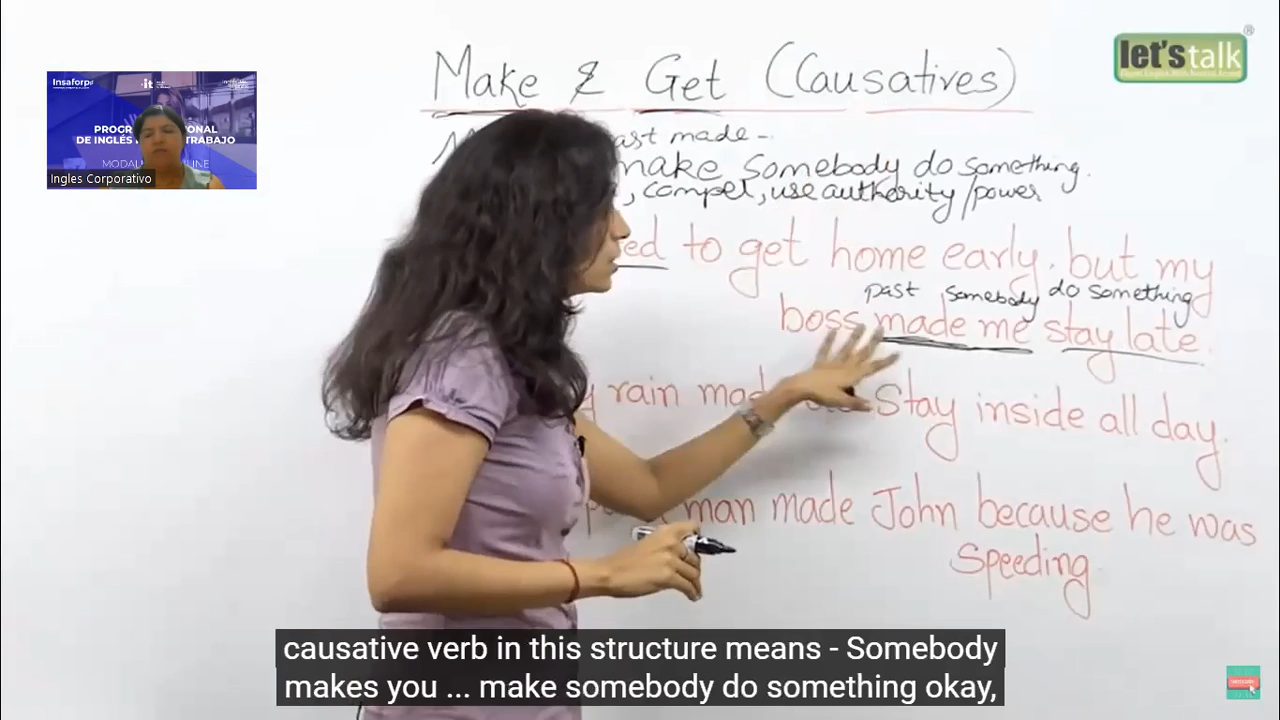 let'stalk
®
Make & Get (Causatives)
past made -
make somebody do something.
, compel, use authority/power
to get home early, but my
past somebody do something
boss made me stay late.
rain made Stay inside all day.
man made John because he was
Speeding
Insaforp
it
PROGR ONAL
DE INGLÉS TRABAJO
Ingles Corporativo
causative verb in this structure means - Somebody
makes you ... make somebody do something okay,